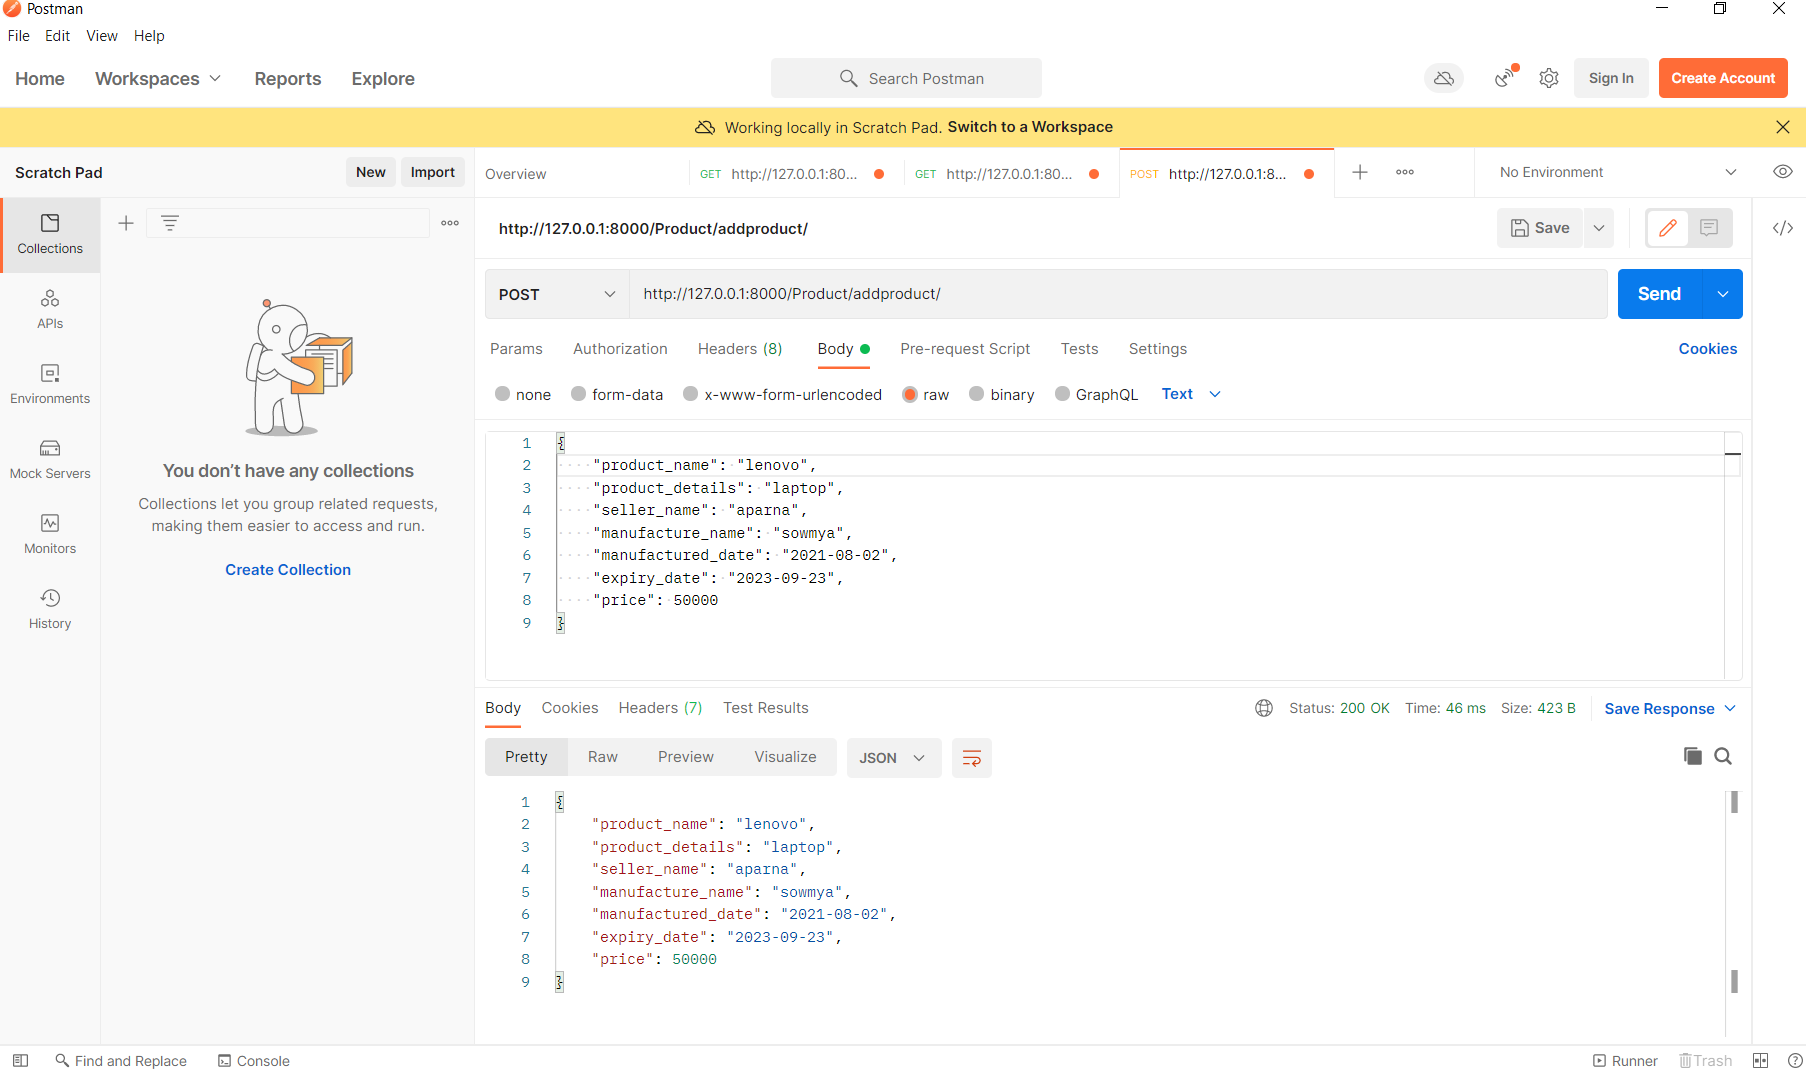 Postman
File Edit View Help
Home Workspaces Reports Explore Search Postman Sign In Create Account
Working locally in Scratch Pad. Switch to a Workspace
Scratch Pad New Import
Overview GET http://127.0.0.1:80... GET http://127.0.0.1:80... POST http://127.0.0.1:8... No Environment
Collections
APIs
Environments
Mock Servers
Monitors
History
You don't have any collections
Collections let you group related requests,
making them easier to access and run.
Create Collection
http://127.0.0.1:8000/Product/addproduct/ Save
POST http://127.0.0.1:8000/Product/addproduct/ Send
Params Authorization Headers (8) Body Pre-request Script Tests Settings Cookies
none form-data x-www-form-urlencoded raw binary GraphQL Text
1 {
2 "product_name": "lenovo",
3 "product_details": "laptop",
4 "seller_name": "aparna",
5 "manufacture_name": "sowmya",
6 "manufactured_date": "2021-08-02",
7 "expiry_date": "2023-09-23",
8 "price": 50000
9 }
Body Cookies Headers (7) Test Results Status: 200 OK Time: 46 ms Size: 423 B Save Response
Pretty Raw Preview Visualize JSON
1 {
2 "product_name": "lenovo",
3 "product_details": "laptop",
4 "seller_name": "aparna",
5 "manufacture_name": "sowmya",
6 "manufactured_date": "2021-08-02",
7 "expiry_date": "2023-09-23",
8 "price": 50000
9 }
Find and Replace Console Runner Trash